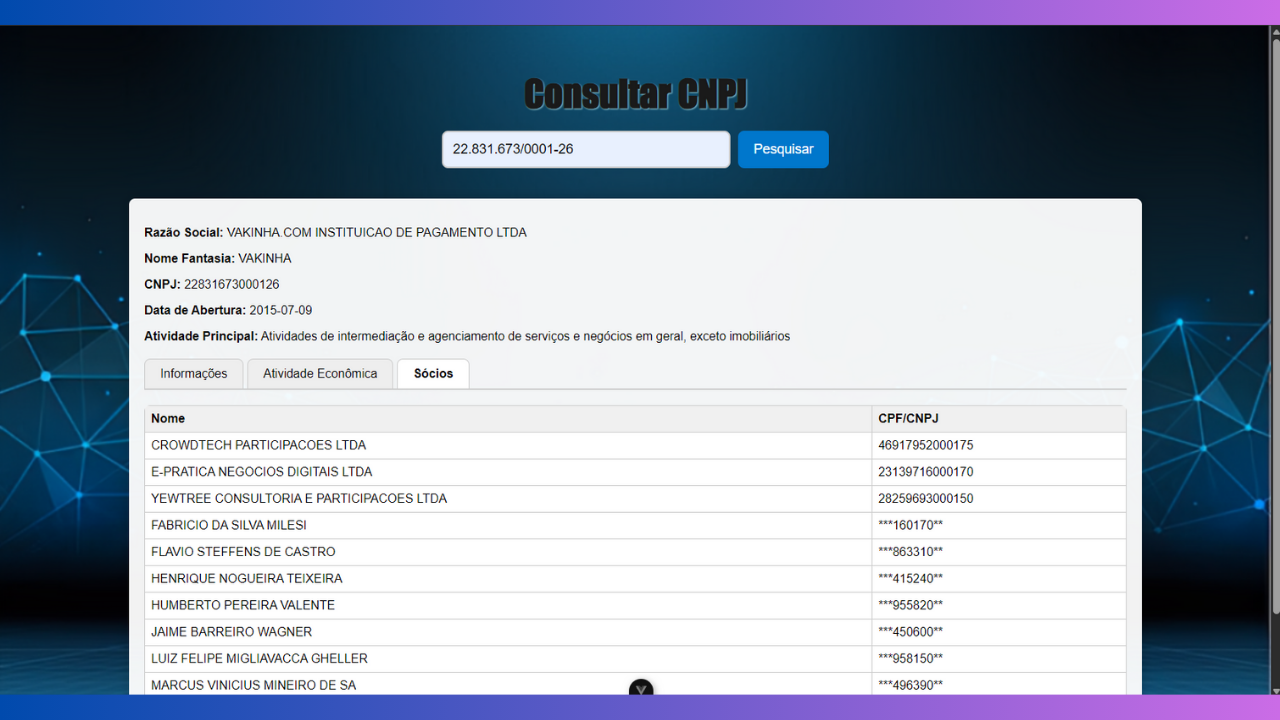 Consultar CNPJ
22.831.673/0001-26 Pesquisar
Razão Social: VAKINHA.COM INSTITUICAO DE PAGAMENTO LTDA
Nome Fantasia: VAKINHA
CNPJ: 22831673000126
Data de Abertura: 2015-07-09
Atividade Principal: Atividades de intermediação e agenciamento de serviços e negócios em geral, exceto imobiliários
Informações Atividade Econômica Sócios
Nome CPF/CNPJ
CROWDTECH PARTICIPACOES LTDA 46917952000175
E-PRATICA NEGOCIOS DIGITAIS LTDA 23139716000170
YEWTREE CONSULTORIA E PARTICIPACOES LTDA 28259693000150
FABRICIO DA SILVA MILESI ***160170**
FLAVIO STEFFENS DE CASTRO ***863310**
HENRIQUE NOGUEIRA TEIXEIRA ***415240**
HUMBERTO PEREIRA VALENTE ***955820**
JAIME BARREIRO WAGNER ***450600**
LUIZ FELIPE MIGLIAVACCA GHELLER ***958150**
MARCUS VINICIUS MINEIRO DE SA ***496390**